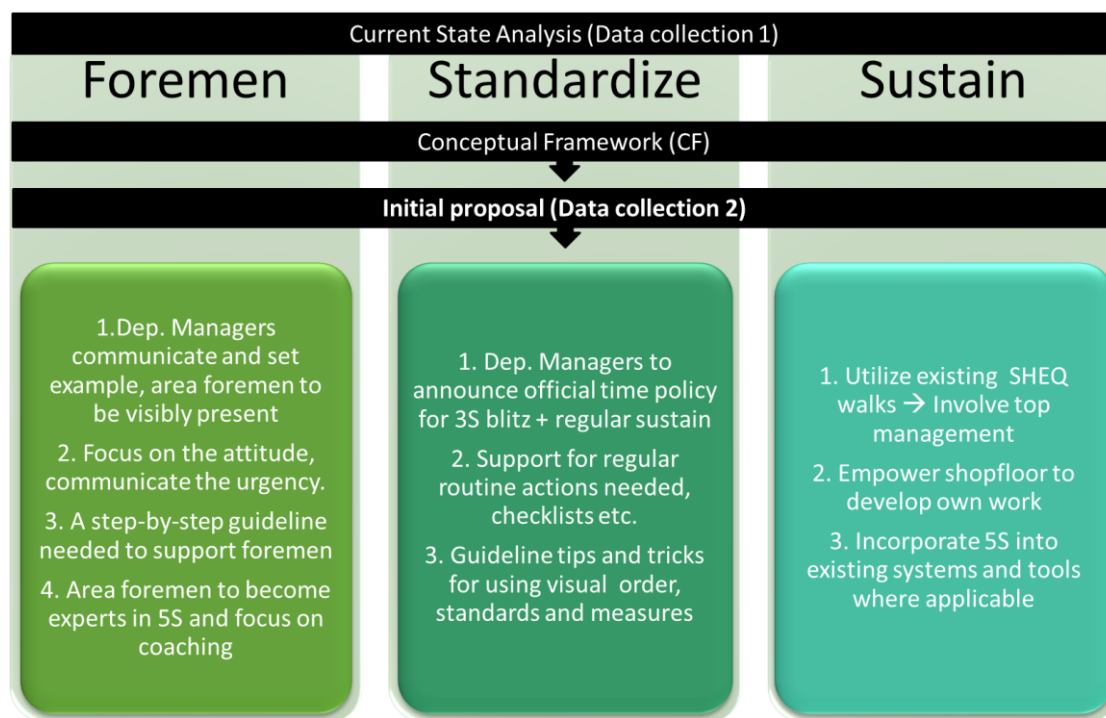 Current State Analysis (Data collection 1)
Foremen
Standardize
Sustain
Conceptual Framework (CF)
Initial proposal (Data collection 2)
1.Dep. Managers
communicate and set
example, area foremen to
be visibly present
2. Focus on the attitude,
communicate the urgency.
3. A step-by-step guideline
needed to support foremen
4. Area foremen to become
experts in 5S and focus on
coaching
1. Dep. Managers to
announce official time policy
for 3S blitz + regular sustain
2. Support for regular
routine actions needed,
checklists etc.
3. Guideline tips and tricks
for using visual order,
standards and measures
1. Utilize existing SHEQ
walks → Involve top
management
2. Empower shopfloor to
develop own work
3. Incorporate 5S into
existing systems and tools
where applicable